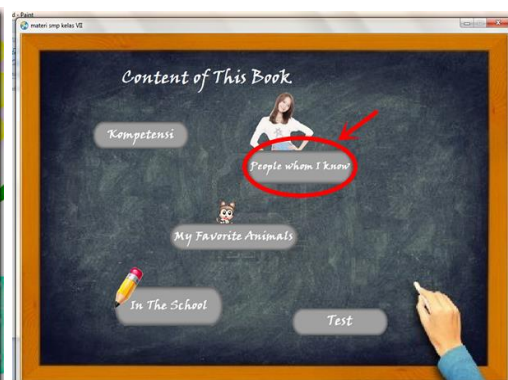 d - Paint
materi smp kelas VII
Content of This Book
Kompetensi
People whom I know
My Favorite Animals
In The School
Test